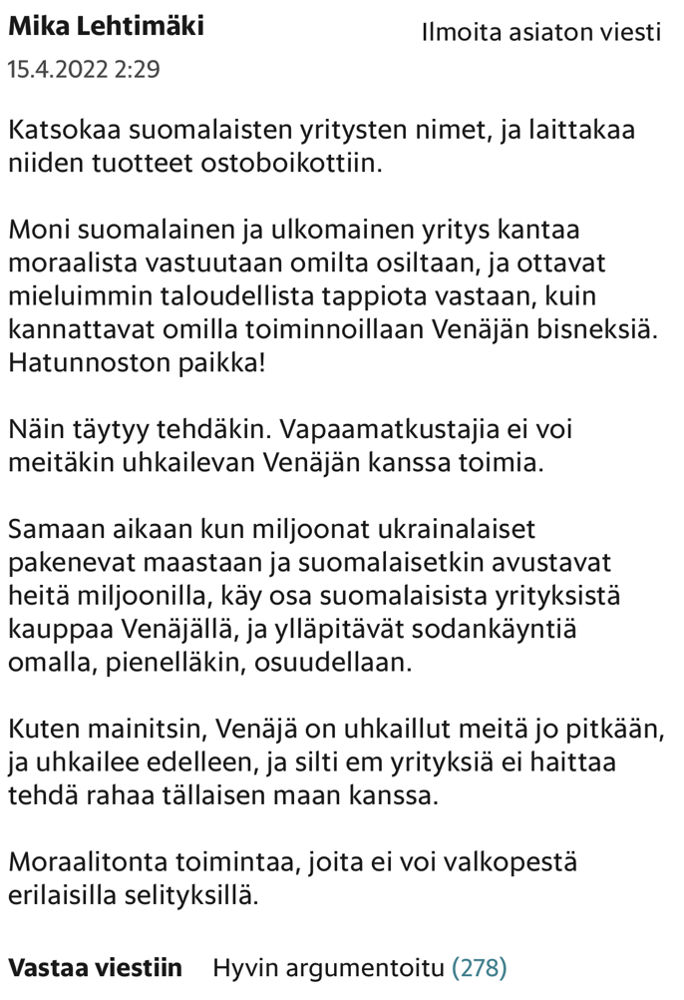 Mika Lehtimäki
Ilmoita asiaton viesti
15.4.2022 2:29
Katsokaa suomalaisten yritysten nimet, ja laittakaa
niiden tuotteet ostoboikottiin.
Moni suomalainen ja ulkomainen yritys kantaa
moraalista vastuutaan omilta osiltaan, ja ottavat
mieluimmin taloudellista tappiota vastaan, kuin
kannattavat omilla toiminnoillaan Venäjän bisneksiä.
Hatunnoston paikka!
Näin täytyy tehdäkin. Vapaamatkustajia ei voi
meitäkin uhkailevan Venäjän kanssa toimia.
Samaan aikaan kun miljoonat ukrainalaiset
pakenevat maastaan ja suomalaisetkin avustavat
heitä miljoonilla, käy osa suomalaisista yrityksistä
kauppaa Venäjällä, ja ylläpitävät sodankäyntiä
omalla, pienelläkin, osuudellaan.
Kuten mainitsin, Venäjä on uhkaillut meitä jo pitkään,
ja uhkailee edelleen, ja silti em yrityksiä ei haittaa
tehdä rahaa tällaisen maan kanssa.
Moraalitonta toimintaa, joita ei voi valkopestä
erilaisilla selityksillä.
Vastaa viestiin Hyvin argumentoitu (278)